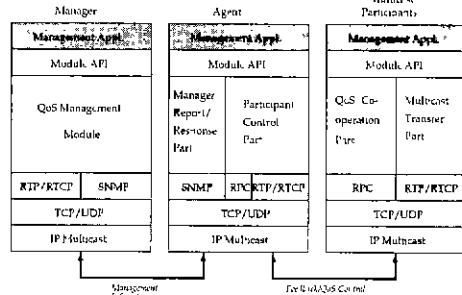 Manager
Agent
Participants
Management Appl.
Management Appl.
Management Appl.
Module API
Module API
Module API
QoS Management
Module
Manager
Report/
Response
Part
Participant
Control
Part
QoS Co-
operation
Part
Multicast
Transfer
Part
RTP/RTCP
SNMP
SNMP
RPC
RTP/RTCP
RPC
RTP/RTCP
TCP/UDP
TCP/UDP
TCP/UDP
IP Multicast
IP Multicast
IP Multicast
Management
Control